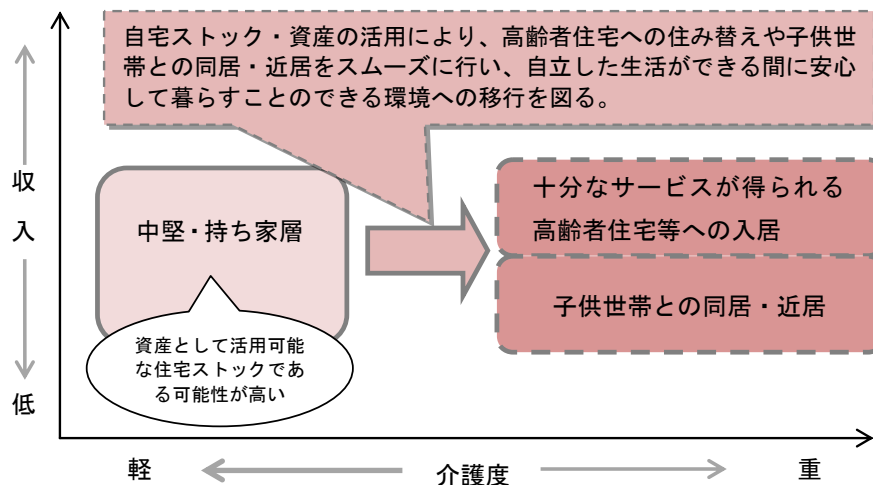 自宅ストック・資産の活用により、高齢者住宅への住み替えや子供世
帯との同居・近居をスムーズに行い、自立した生活ができる間に安心
して暮らすことのできる環境への移行を図る。
収
入
低
中堅・持ち家層
資産として活用可能
な住宅ストックであ
る可能性が高い
十分なサービスが得られる
高齢者住宅等への入居
子供世帯との同居・近居
軽
介護度
重